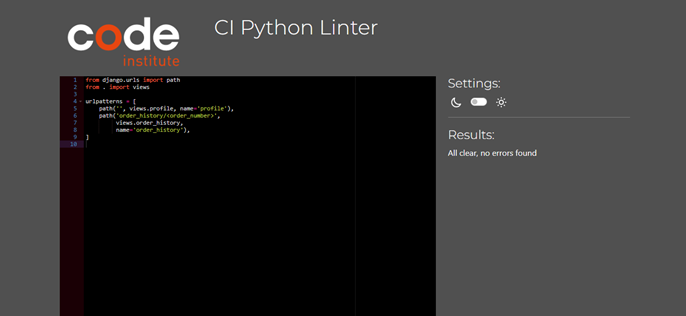 code
institute
CI Python Linter
1 from django.urls import path
2 from . import views
3
4 urlpatterns = [
5     path('', views.profile, name='profile'),
6     path('order_history/<order_number>',
7          views.order_history,
8          name='order_history'),
9 ]
10
Settings:
Results:
All clear, no errors found